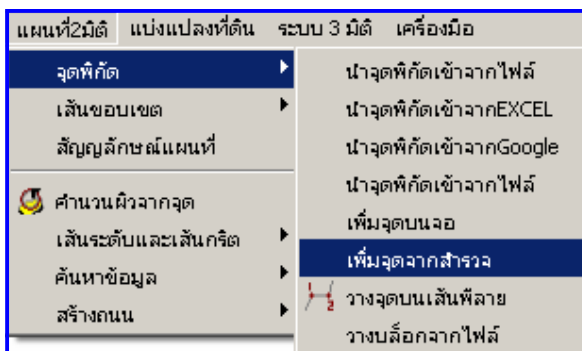 แผนที่2มิติ แบ่งแปลงที่ดิน ระบบ 3 มิติ เครื่องมือ
จุดพิกัด
เส้นขอบเขต
สัญญลักษณ์แผนที่
คำนวนผิวจากจุด
เส้นระดับและเส้นกริต
ค้นหาข้อมูล
สร้างถนน
นำจุดพิกัดเข้าจากไฟล์
นำจุดพิกัดเข้าจากEXCEL
นำจุดพิกัดเข้าจากGoogle
นำจุดพิกัดเข้าจากไฟล์
เพิ่มจุดบนจอ
เพิ่มจุดจากสำรวจ
วางจุดบนเส้นพีลาย
วางบล็อกจากไฟล์